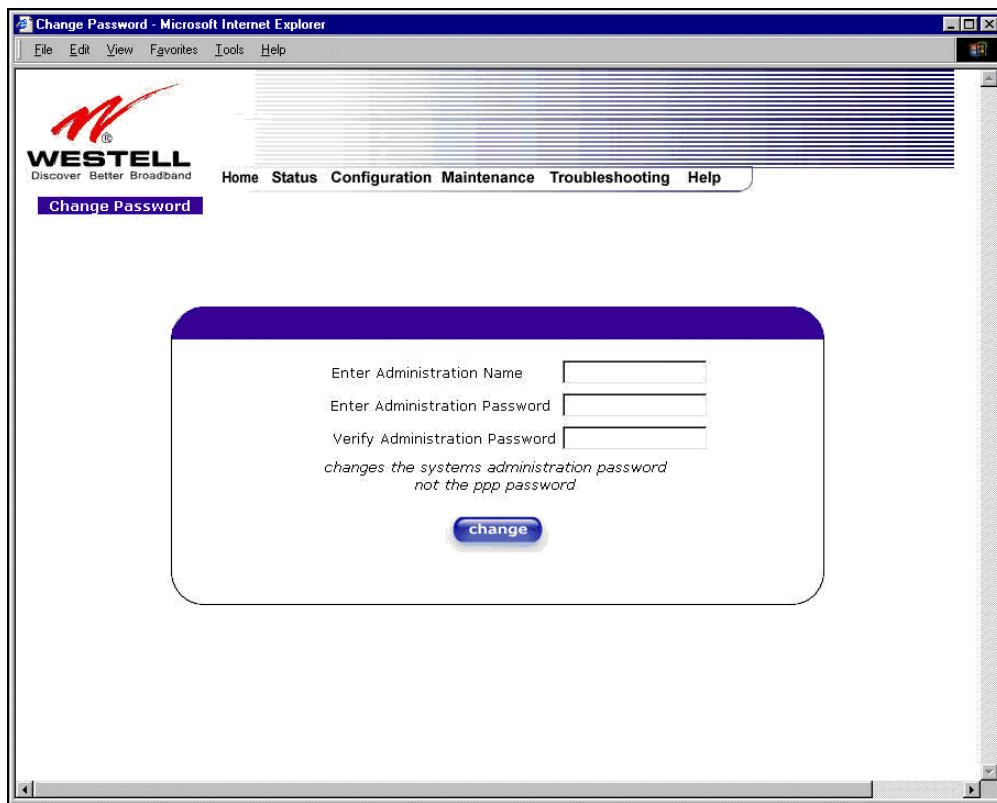 Change Password - Microsoft Internet Explorer
File Edit View Favorites Tools Help
WESTELL®
Discover Better Broadband
Home Status Configuration Maintenance Troubleshooting Help
Change Password
Enter Administration Name
Enter Administration Password
Verify Administration Password
changes the systems administration password
not the ppp password
change